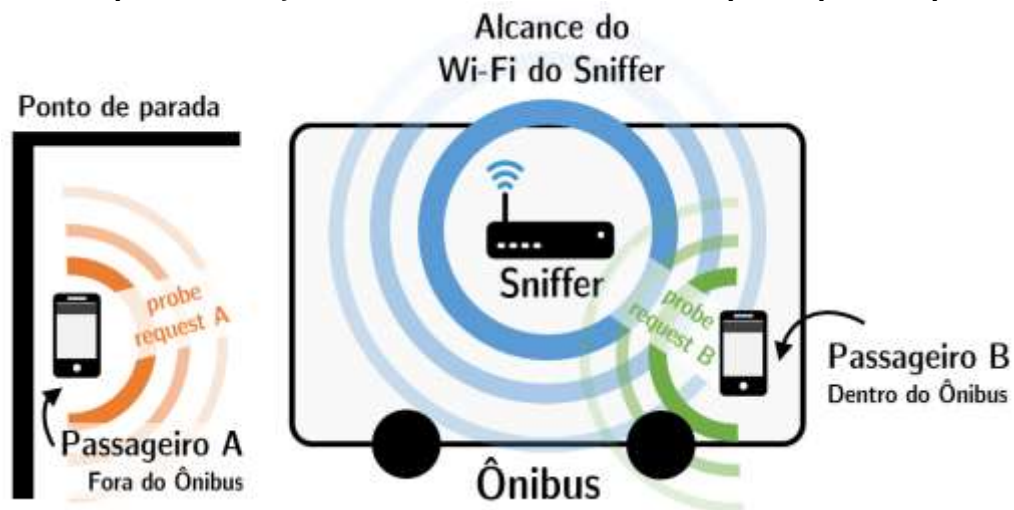 Alcance do
Wi-Fi do Sniffer
Ponto de parada
Sniffer
probe
request A
probe
request B
Passageiro A
Fora do Ônibus
Passageiro B
Dentro do Ônibus
Ônibus